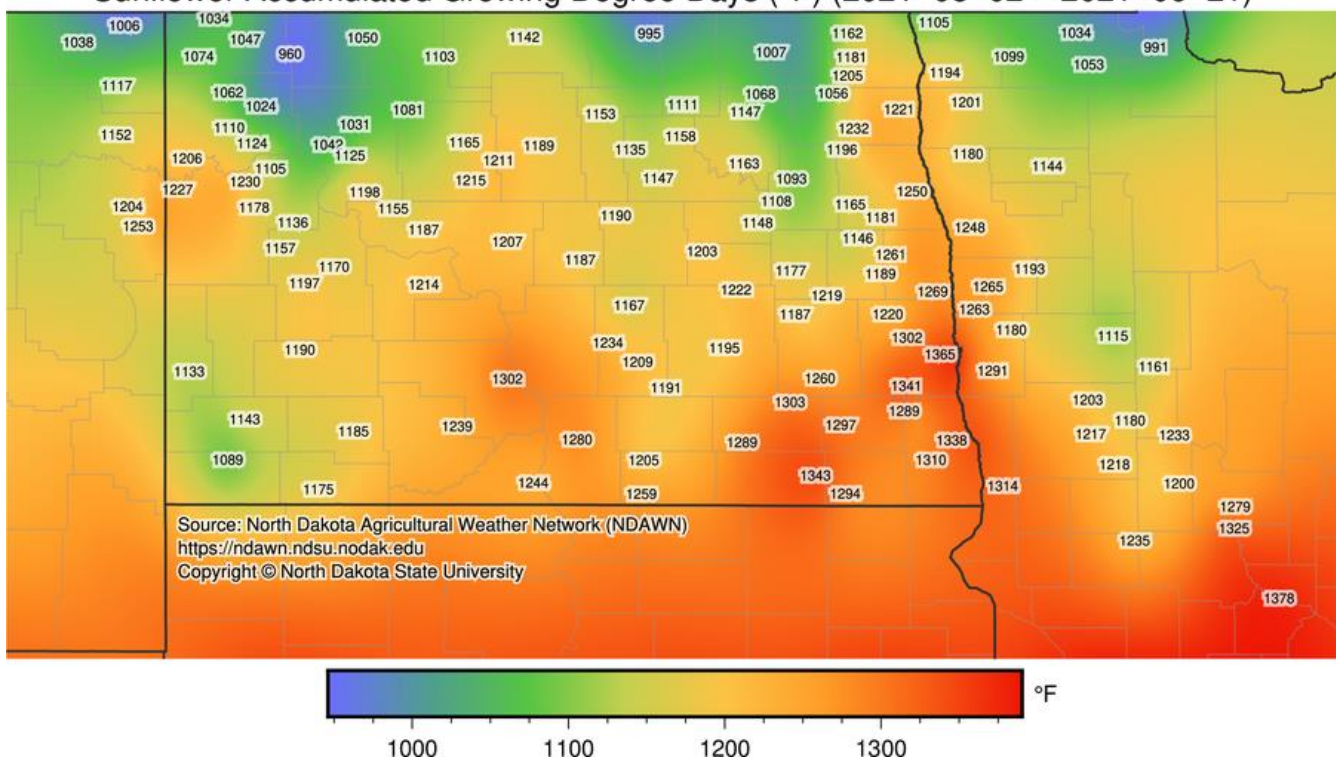 Sunflower Accumulated Growing Degree Days
1006 1034 1105
1038 1047 1050 1142 995 1162 1034
1074 960 1103 1007 1181 1099 991
1205 1194 1053
1117 1062 1068 1056
1024 1081 1153 1111 1147 1221 1201
1152 1110 1031 1158 1232
1124 1042 1165 1189 1135 1196
1206 1125 1211 1163 1180
1105 1144
1227 1230 1215 1147 1093
1198 1250
1204 1178 1155 1190 1108 1165
1253 1136 1187 1148 1181 1248
1157 1207 1187 1203 1146 1261
1170 1177 1189 1193
1197 1214 1222 1219 1269 1265
1167 1187 1220 1263
1190 1234 1195 1302 1180 1115
1133 1209 1365 1291 1161
1302 1191 1260 1341
1303 1289 1203
1143 1185 1239 1297 1180
1280 1289 1338 1217 1233
1089 1205 1310 1218
1175 1244 1259 1343 1294 1314 1200
1279
1325
1235
1378
Source: North Dakota Agricultural Weather Network (NDAWN)
https://ndawn.ndsu.nodak.edu
Copyright © North Dakota State University
°F
1000 1100 1200 1300